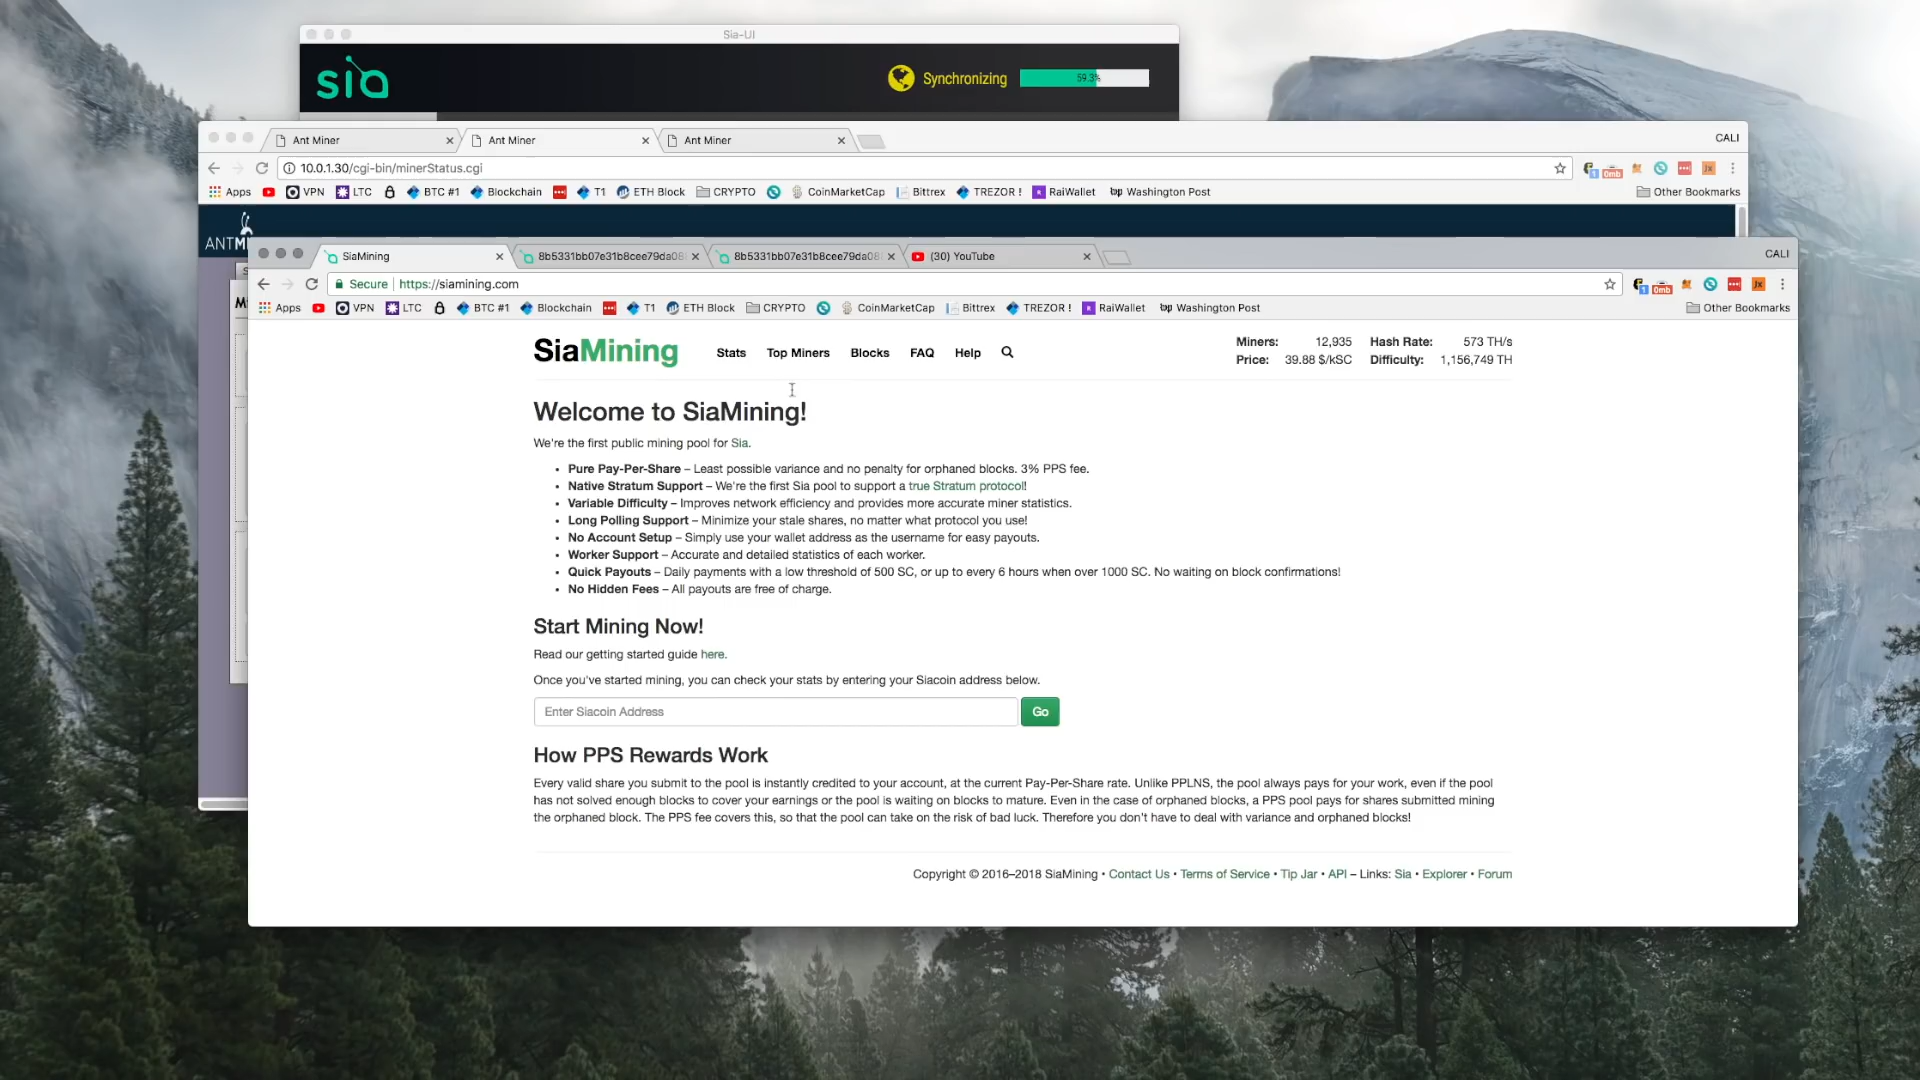 Sia-UI
sia
Synchronizing
59.3%
Ant Miner
Ant Miner
Ant Miner
CALI
10.0.1.30/cgi-bin/minerStatus.cgi
Apps VPN LTC BTC #1 Blockchain T1 ETH Block CRYPTO CoinMarketCap Bittrex TREZOR ! RaiWallet Washington Post Other Bookmarks
SiaMining
8b5331bb07e31b8cee79da08
8b5331bb07e31b8cee79da08
(30) YouTube
CALI
Secure https://siamining.com
Apps VPN LTC BTC #1 Blockchain T1 ETH Block CRYPTO CoinMarketCap Bittrex TREZOR ! RaiWallet Washington Post Other Bookmarks
SiaMining Stats Top Miners Blocks FAQ Help
Miners: 12,935 Hash Rate: 573 TH/s
Price: 39.88 $/kSC Difficulty: 1,156,749 TH
Welcome to SiaMining!
We're the first public mining pool for Sia.
• Pure Pay-Per-Share – Least possible variance and no penalty for orphaned blocks. 3% PPS fee.
• Native Stratum Support – We're the first Sia pool to support a true Stratum protocol!
• Variable Difficulty – Improves network efficiency and provides more accurate miner statistics.
• Long Polling Support – Minimize your stale shares, no matter what protocol you use!
• No Account Setup – Simply use your wallet address as the username for easy payouts.
• Worker Support – Accurate and detailed statistics of each worker.
• Quick Payouts – Daily payments with a low threshold of 500 SC, or up to every 6 hours when over 1000 SC. No waiting on block confirmations!
• No Hidden Fees – All payouts are free of charge.
Start Mining Now!
Read our getting started guide here.
Once you've started mining, you can check your stats by entering your Siacoin address below.
Enter Siacoin Address
Go
How PPS Rewards Work
Every valid share you submit to the pool is instantly credited to your account, at the current Pay-Per-Share rate. Unlike PPLNS, the pool always pays for your work, even if the pool
has not solved enough blocks to cover your earnings or the pool is waiting on blocks to mature. Even in the case of orphaned blocks, a PPS pool pays for shares submitted mining
the orphaned block. The PPS fee covers this, so that the pool can take on the risk of bad luck. Therefore you don't have to deal with variance and orphaned blocks!
Copyright © 2016–2018 SiaMining • Contact Us • Terms of Service • Tip Jar • API – Links: Sia • Explorer • Forum